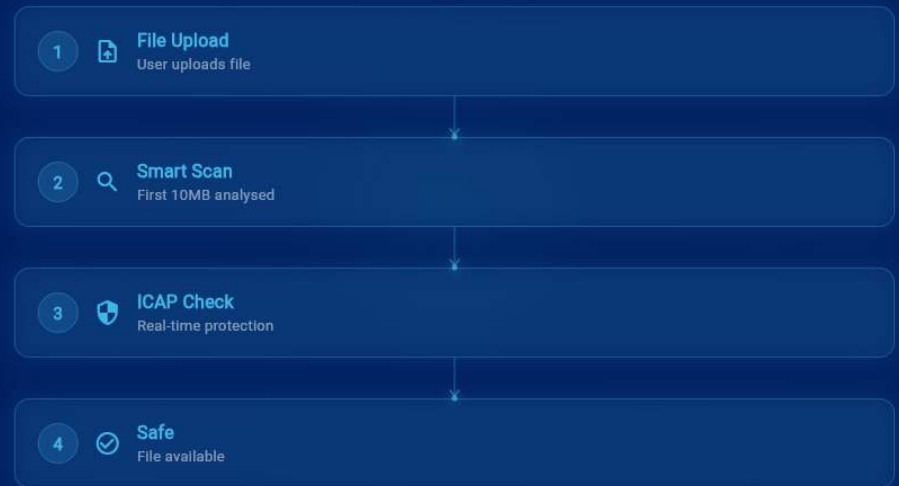 1
File Upload
User uploads file
2
Smart Scan
First 10MB analysed
3
ICAP Check
Real-time protection
4
Safe
File available